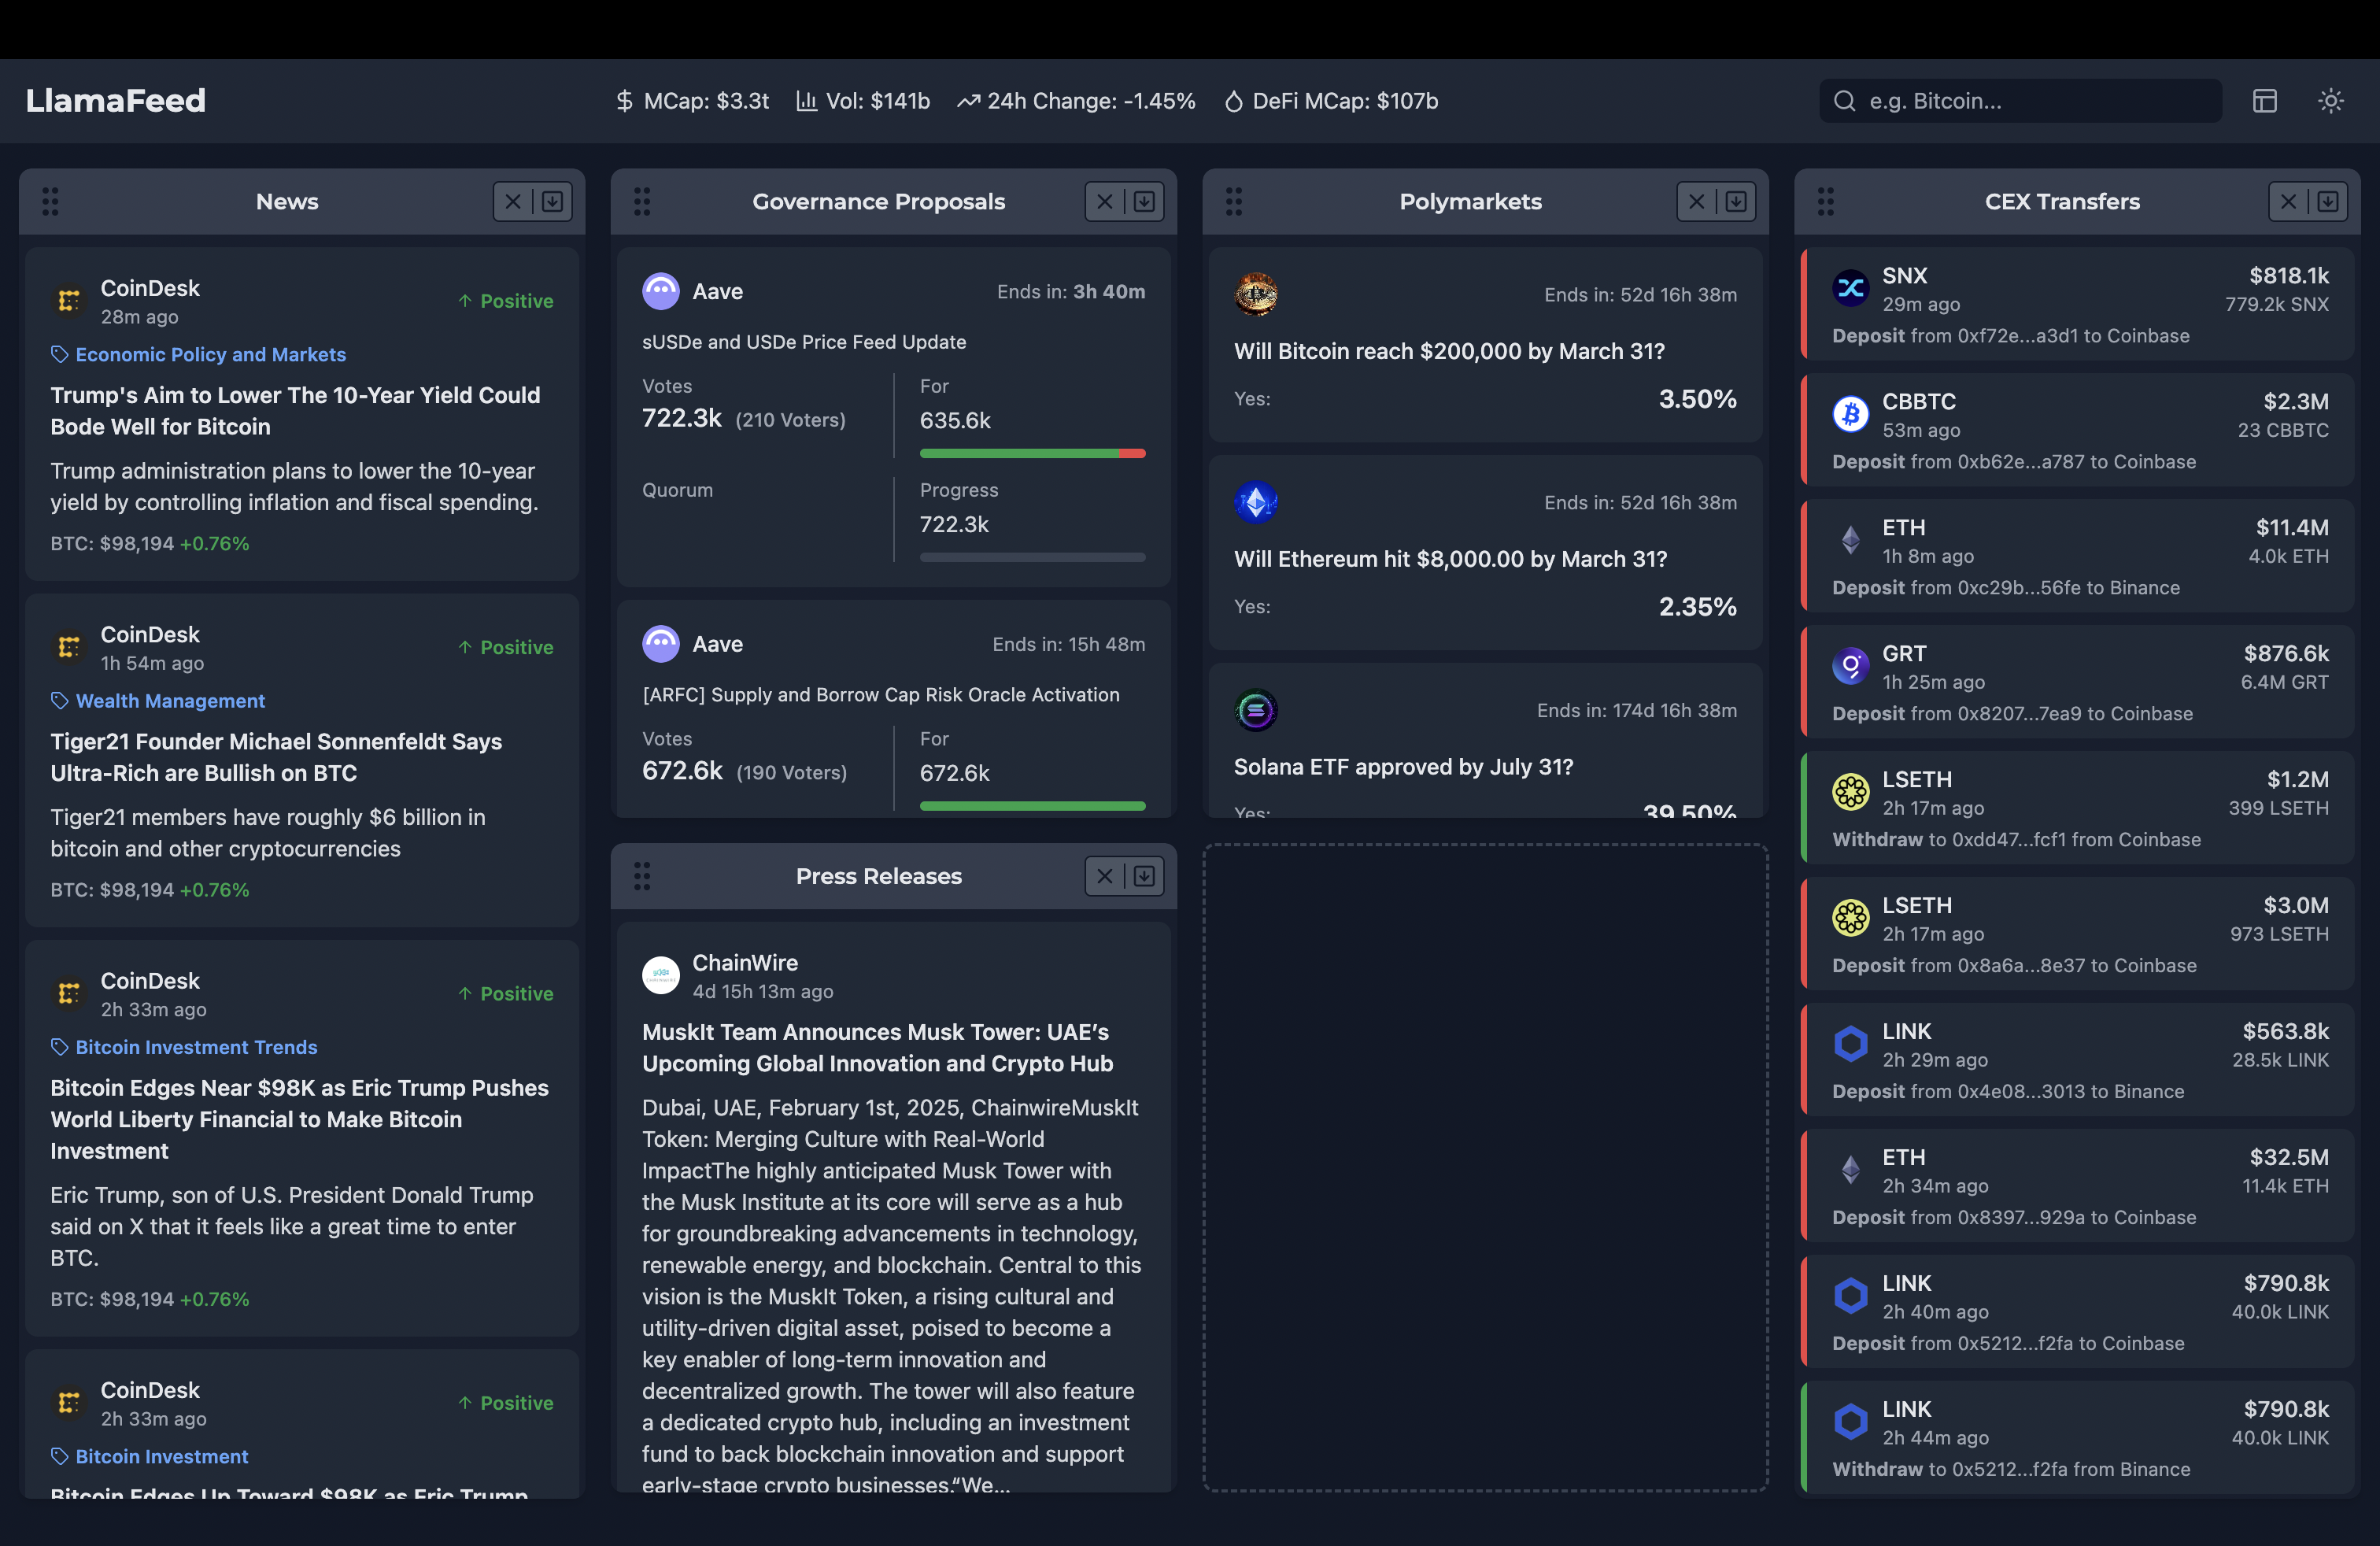 LlamaFeed
MCap: $3.3t
Vol: $141b
24h Change: -1.45%
DeFi MCap: $107b
e.g. Bitcoin...
News
CoinDesk
28m ago
Positive
Economic Policy and Markets
Trump's Aim to Lower The 10-Year Yield Could
Bode Well for Bitcoin
Trump administration plans to lower the 10-year
yield by controlling inflation and fiscal spending.
BTC: $98,194 +0.76%
CoinDesk
1h 54m ago
Positive
Wealth Management
Tiger21 Founder Michael Sonnenfeldt Says
Ultra-Rich are Bullish on BTC
Tiger21 members have roughly $6 billion in
bitcoin and other cryptocurrencies
BTC: $98,194 +0.76%
CoinDesk
2h 33m ago
Positive
Bitcoin Investment Trends
Bitcoin Edges Near $98K as Eric Trump Pushes
World Liberty Financial to Make Bitcoin
Investment
Eric Trump, son of U.S. President Donald Trump
said on X that it feels like a great time to enter
BTC.
BTC: $98,194 +0.76%
CoinDesk
2h 33m ago
Positive
Bitcoin Investment
Bitcoin Edges Up Toward $98K as Eric Trump
Governance Proposals
Aave
Ends in: 3h 40m
sUSDe and USDe Price Feed Update
Votes
722.3k (210 Voters)
For
635.6k
Quorum
Progress
722.3k
Aave
Ends in: 15h 48m
[ARFC] Supply and Borrow Cap Risk Oracle Activation
Votes
672.6k (190 Voters)
For
672.6k
Press Releases
ChainWire
4d 15h 13m ago
MuskIt Team Announces Musk Tower: UAE’s
Upcoming Global Innovation and Crypto Hub
Dubai, UAE, February 1st, 2025, ChainwireMuskIt
Token: Merging Culture with Real-World
ImpactThe highly anticipated Musk Tower with
the Musk Institute at its core will serve as a hub
for groundbreaking advancements in technology,
renewable energy, and blockchain. Central to this
vision is the MuskIt Token, a rising cultural and
utility-driven digital asset, poised to become a
key enabler of long-term innovation and
decentralized growth. The tower will also feature
a dedicated crypto hub, including an investment
fund to back blockchain innovation and support
early-stage crypto businesses.“We...
Polymarkets
Ends in: 52d 16h 38m
Will Bitcoin reach $200,000 by March 31?
Yes:
3.50%
Ends in: 52d 16h 38m
Will Ethereum hit $8,000.00 by March 31?
Yes:
2.35%
Ends in: 174d 16h 38m
Solana ETF approved by July 31?
Yes:
39.50%
CEX Transfers
SNX
$818.1k
29m ago
779.2k SNX
Deposit from 0xf72e...a3d1 to Coinbase
CBBTC
$2.3M
53m ago
23 CBBTC
Deposit from 0xb62e...a787 to Coinbase
ETH
$11.4M
1h 8m ago
4.0k ETH
Deposit from 0xc29b...56fe to Binance
GRT
$876.6k
1h 25m ago
6.4M GRT
Deposit from 0x8207...7ea9 to Coinbase
LSETH
$1.2M
2h 17m ago
399 LSETH
Withdraw to 0xdd47...fcf1 from Coinbase
LSETH
$3.0M
2h 17m ago
973 LSETH
Deposit from 0x8a6a...8e37 to Coinbase
LINK
$563.8k
2h 29m ago
28.5k LINK
Deposit from 0x4e08...3013 to Binance
ETH
$32.5M
2h 34m ago
11.4k ETH
Deposit from 0x8397...929a to Coinbase
LINK
$790.8k
2h 40m ago
40.0k LINK
Deposit from 0x5212...f2fa to Coinbase
LINK
$790.8k
2h 44m ago
40.0k LINK
Withdraw to 0x5212...f2fa from Binance